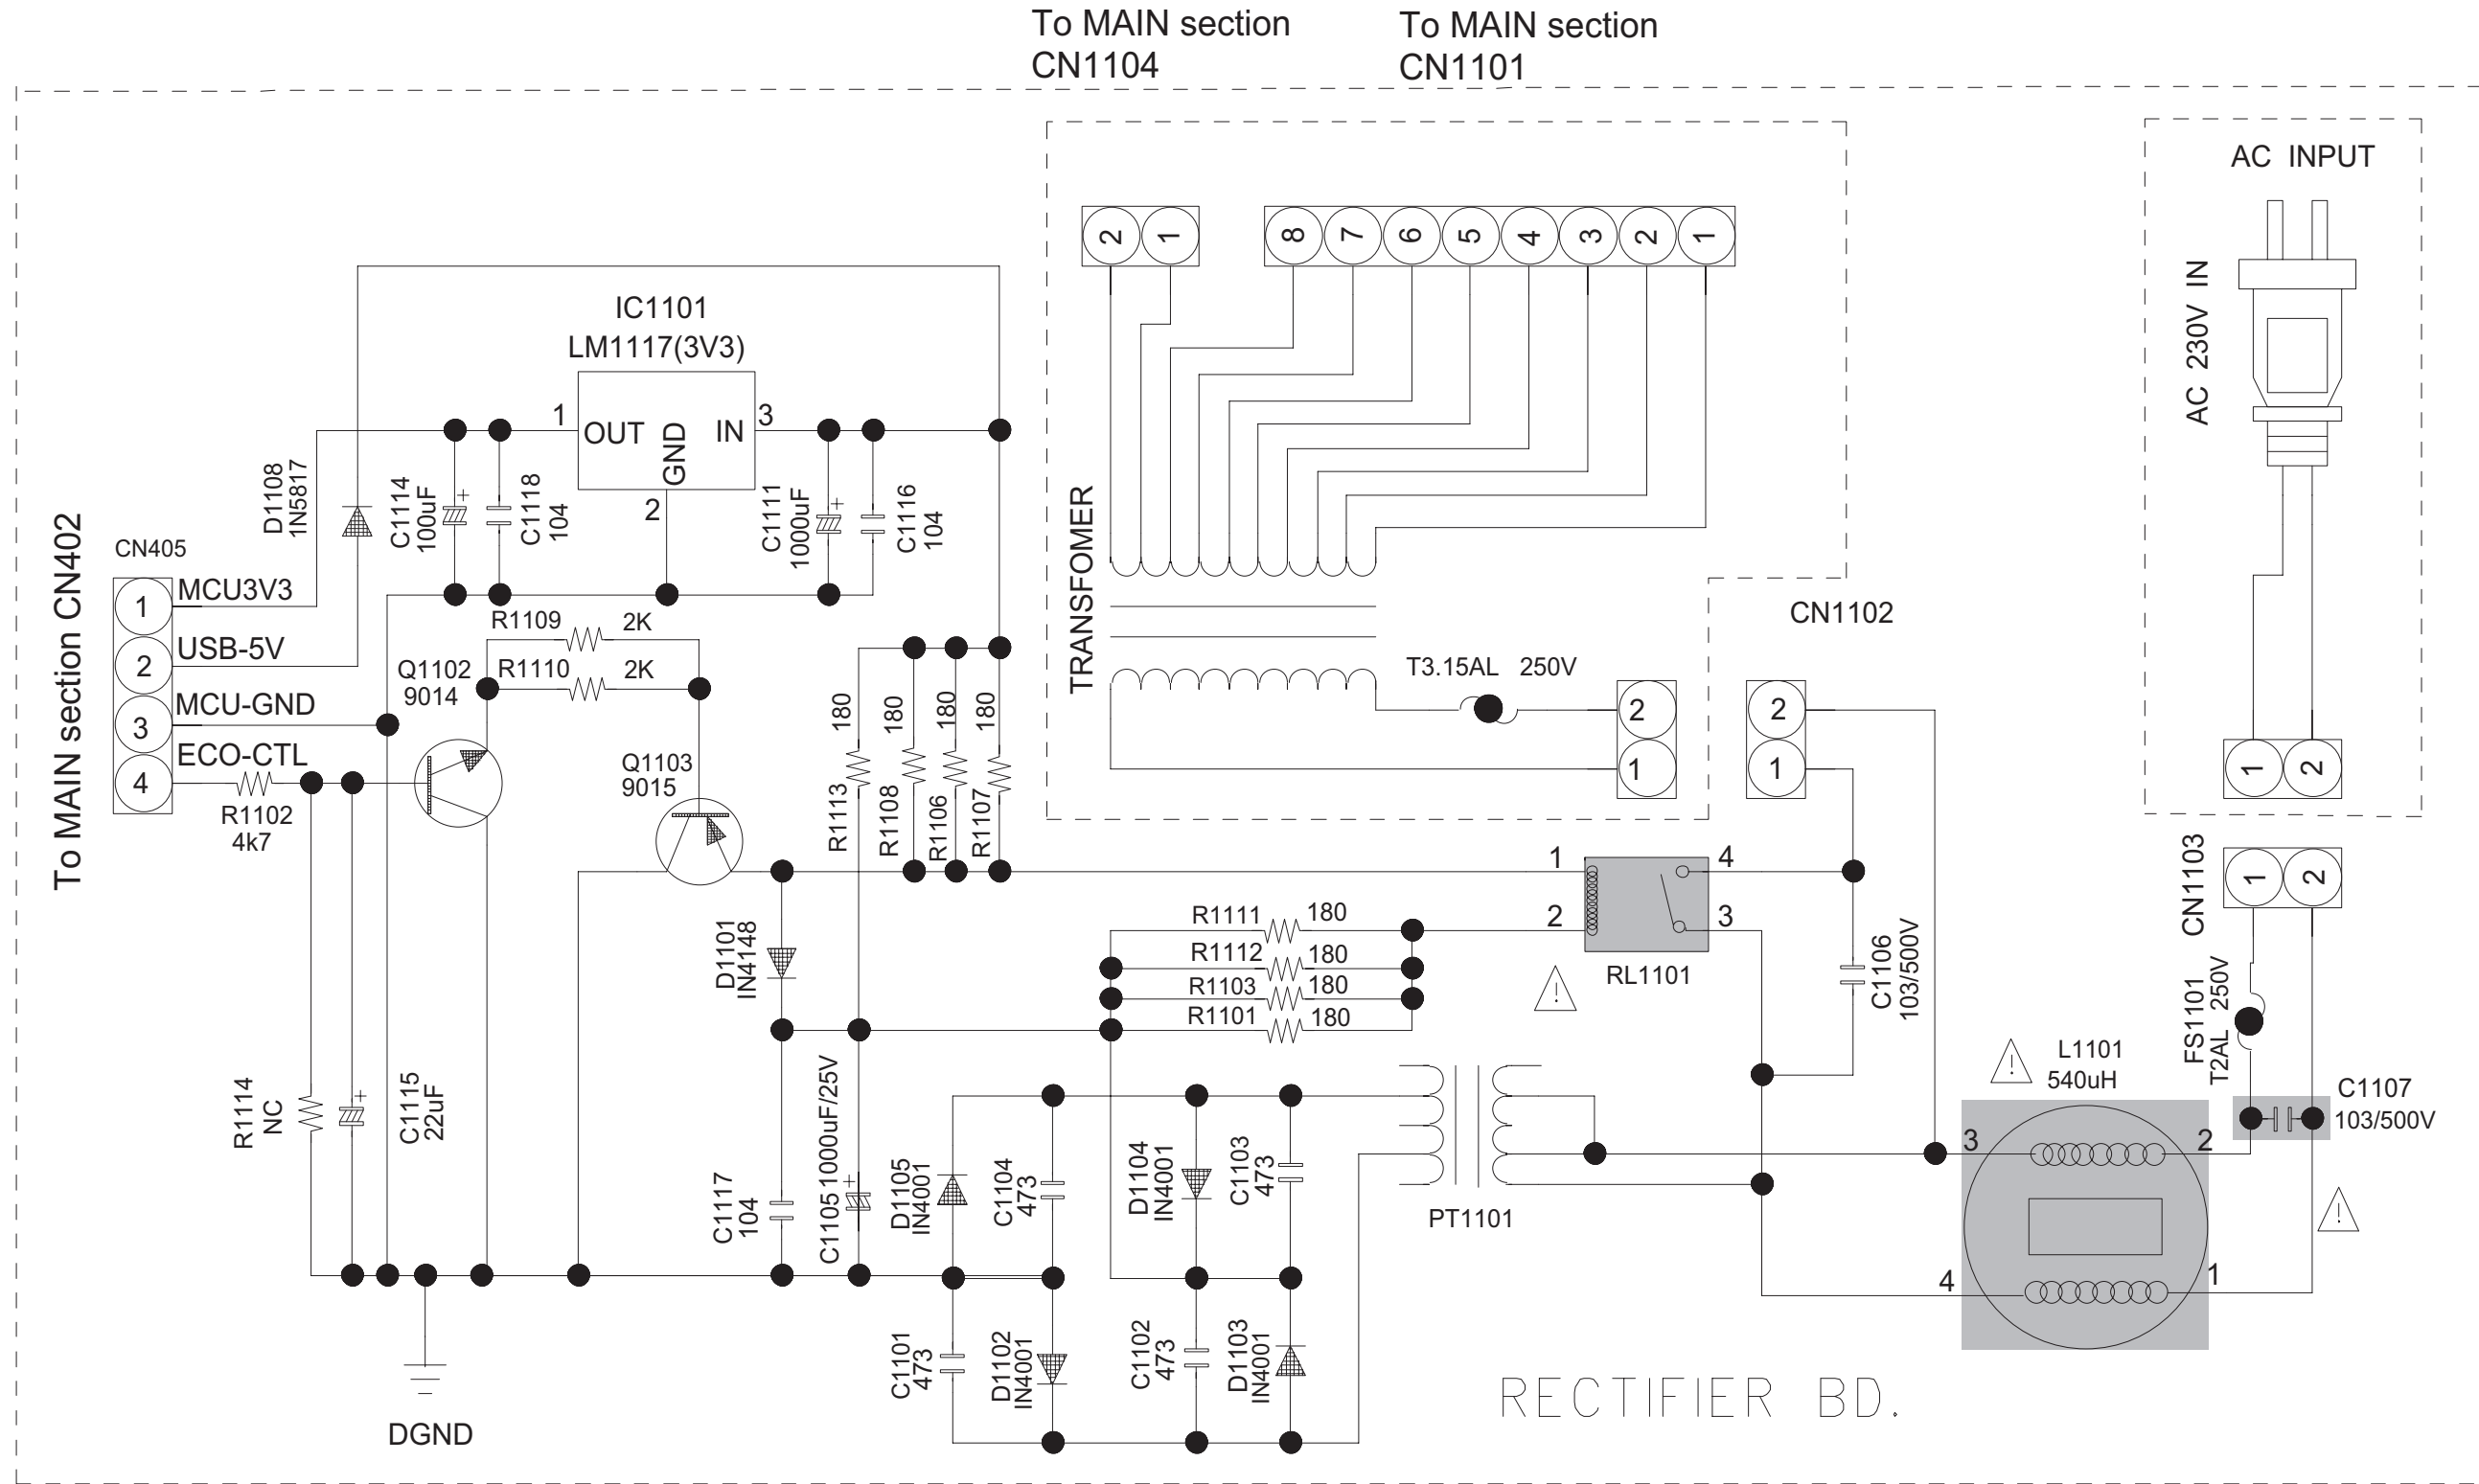 To MAIN section
CN1104
To MAIN section
CN1101
AC INPUT
AC 230V IN
2
1
8
7
6
5
4
3
2
1
IC1101
LM1117(3V3)
1
OUT
GND
IN
3
2
D1108
1N5817
C1114
100uF
+
C1118
104
C1111
1000uF
+
C1116
104
TRANSFOMER
To MAIN section CN402
CN405
1
MCU3V3
2
USB-5V
3
MCU-GND
4
ECO-CTL
R1109
2K
R1110
2K
Q1102
9014
Q1103
9015
R1102
4k7
CN1102
T3.15AL 250V
2
1
2
1
1
2
CN1103
1
2
180
180
180
180
R1113
R1108
R1106
R1107
D1101
IN4148
R1111
180
R1112
180
R1103
180
R1101
180
1
2
4
3
RL1101
!
C1106
103/500V
FS1101
T2AL 250V
!
L1101
540uH
C1107
103/500V
3
2
4
1
!
R1114
NC
C1115
22uF
+
C1117
104
C1105 1000uF/25V
+
D1105
IN4001
C1104
473
D1104
IN4001
C1103
473
PT1101
C1101
473
D1102
IN4001
C1102
473
D1103
IN4001
DGND
RECTIFIER BD.